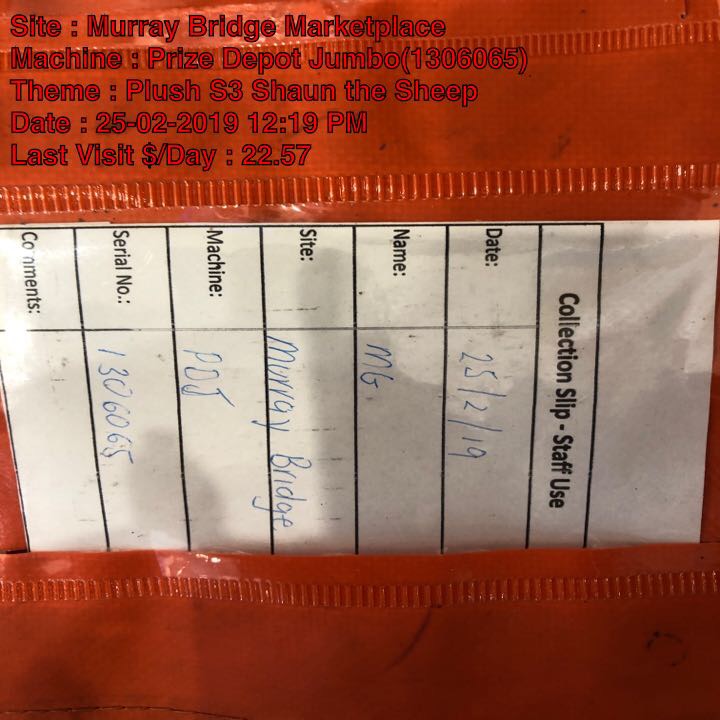 Site : Murray Bridge Marketplace
Machine : Prize Depot Jumbo(1306065)
Theme : Plush S3 Shaun the Sheep
Date : 25-02-2019 12:19 PM
Last Visit $/Day : 22.57
Collection Slip - Staff Use
Date: 25/2/19
Name: MG
Site: Murray Bridge
Machine: PDJ
Serial No.: 1306065
Comments: